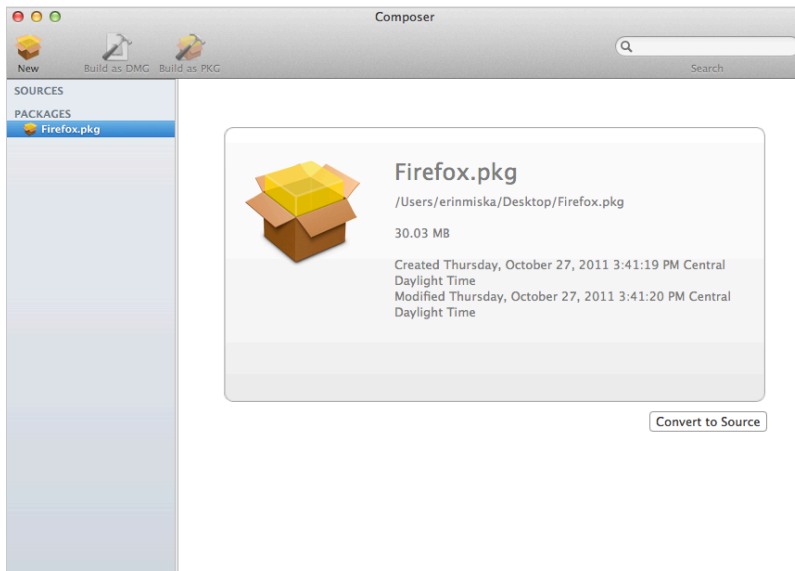 Composer
New
Build as DMG
Build as PKG
Search
SOURCES
PACKAGES
Firefox.pkg
Firefox.pkg
/Users/erinmiska/Desktop/Firefox.pkg
30.03 MB
Created Thursday, October 27, 2011 3:41:19 PM Central
Daylight Time
Modified Thursday, October 27, 2011 3:41:20 PM Central
Daylight Time
Convert to Source